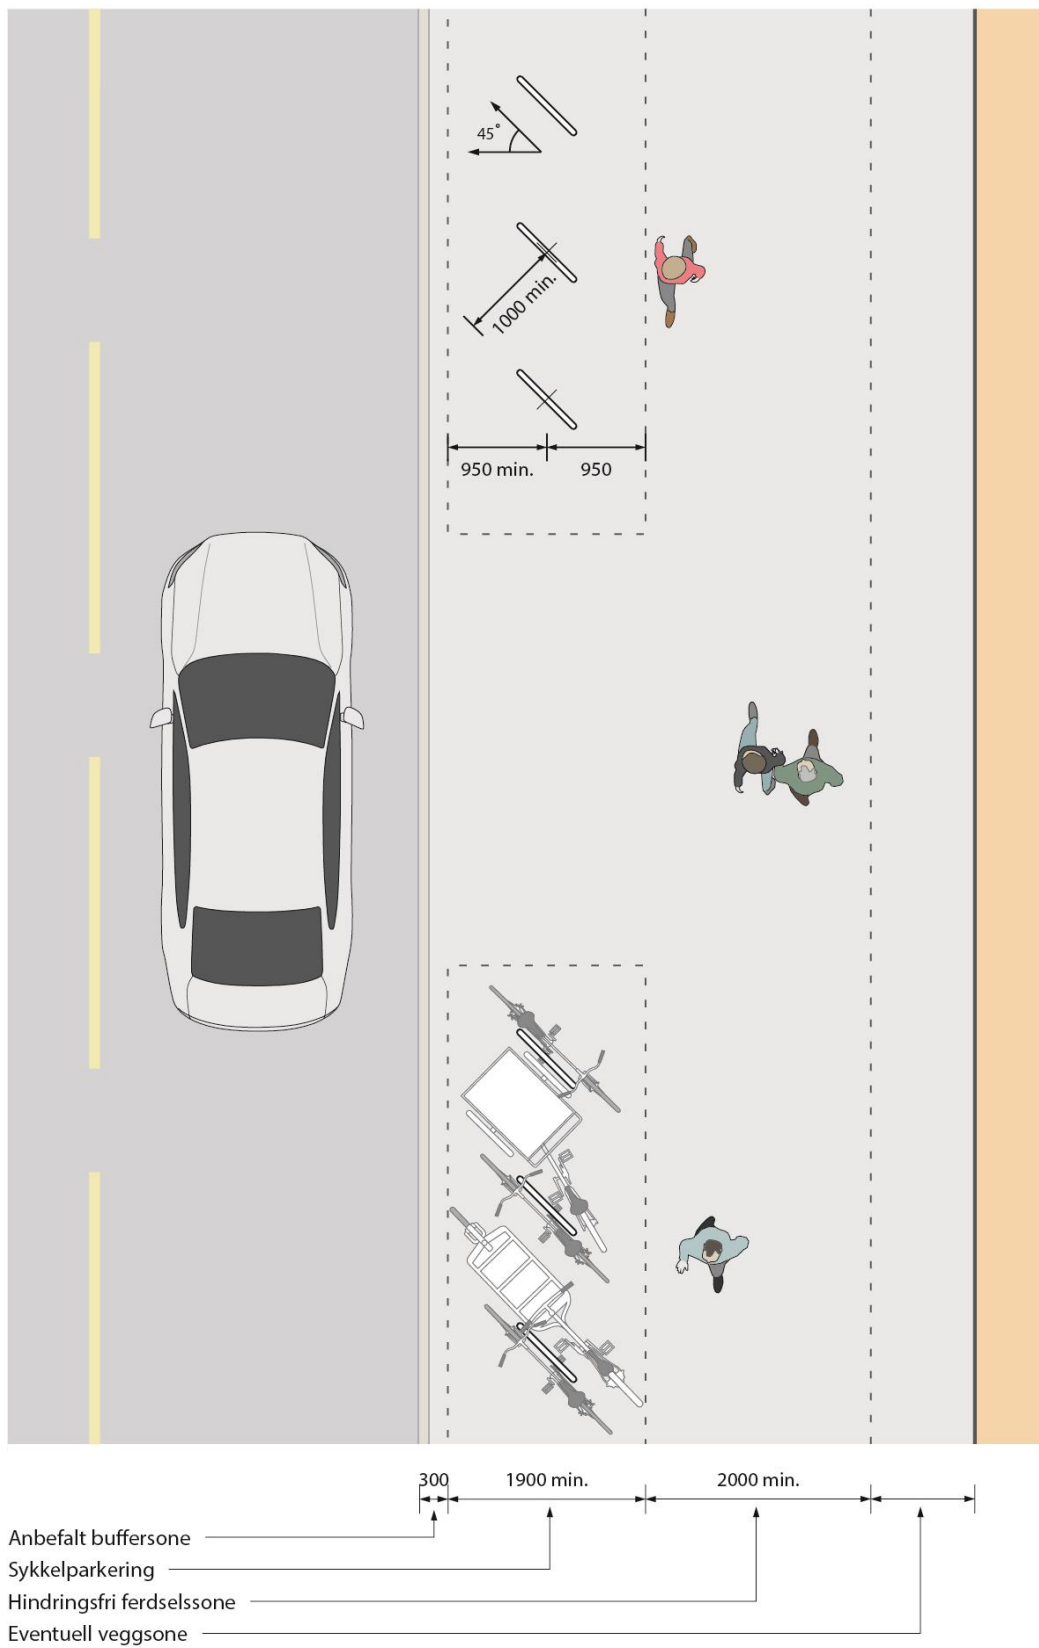 45°
1000 min.
950 min. 950
300 1900 min. 2000 min.
Anbefalt buffersone
Sykkelparkering
Hindringsfri ferdselssone
Eventuell veggsone